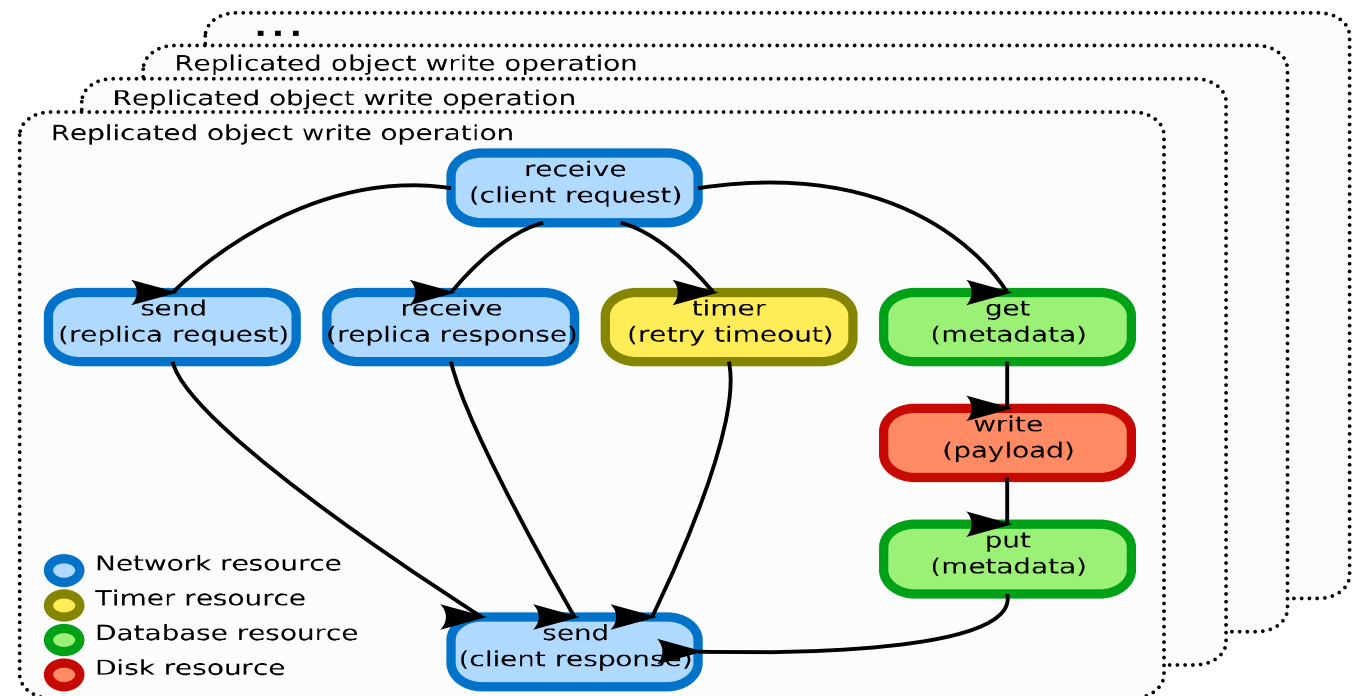 ...
Replicated object write operation
Replicated object write operation
Replicated object write operation
receive
(client request)
send
(replica request)
receive
(replica response)
timer
(retry timeout)
get
(metadata)
write
(payload)
put
(metadata)
send
(client response)
Network resource
Timer resource
Database resource
Disk resource